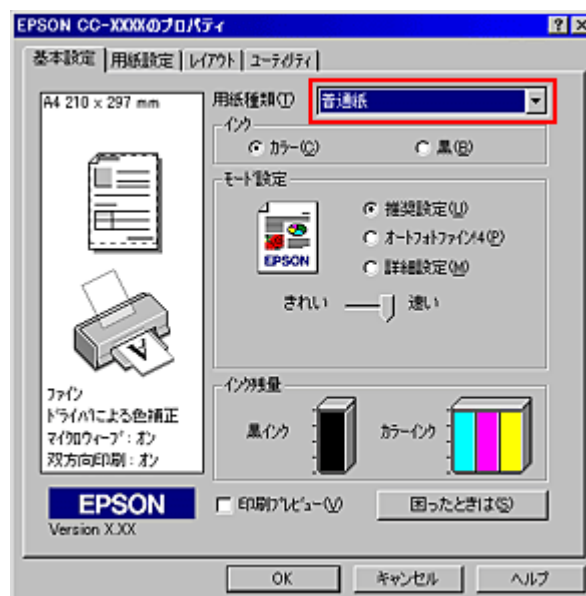 EPSON CC-XXXXのプロパティ
基本設定 用紙設定 レイアウト ユーティリティ
A4 210 x 297 mm
用紙種類(T) 普通紙
インク
カラー(C) 黒(B)
モード設定
推奨設定(U)
オートフォトファイン!4(P)
詳細設定(M)
EPSON
きれい 速い
ファイン
ドライバによる色補正
マイクロウィーブ: オン
双方向印刷: オン
インク残量
黒インク カラーインク
EPSON
Version X.XX
印刷プレビュー(V) 困ったときは(S)
OK キャンセル ヘルプ